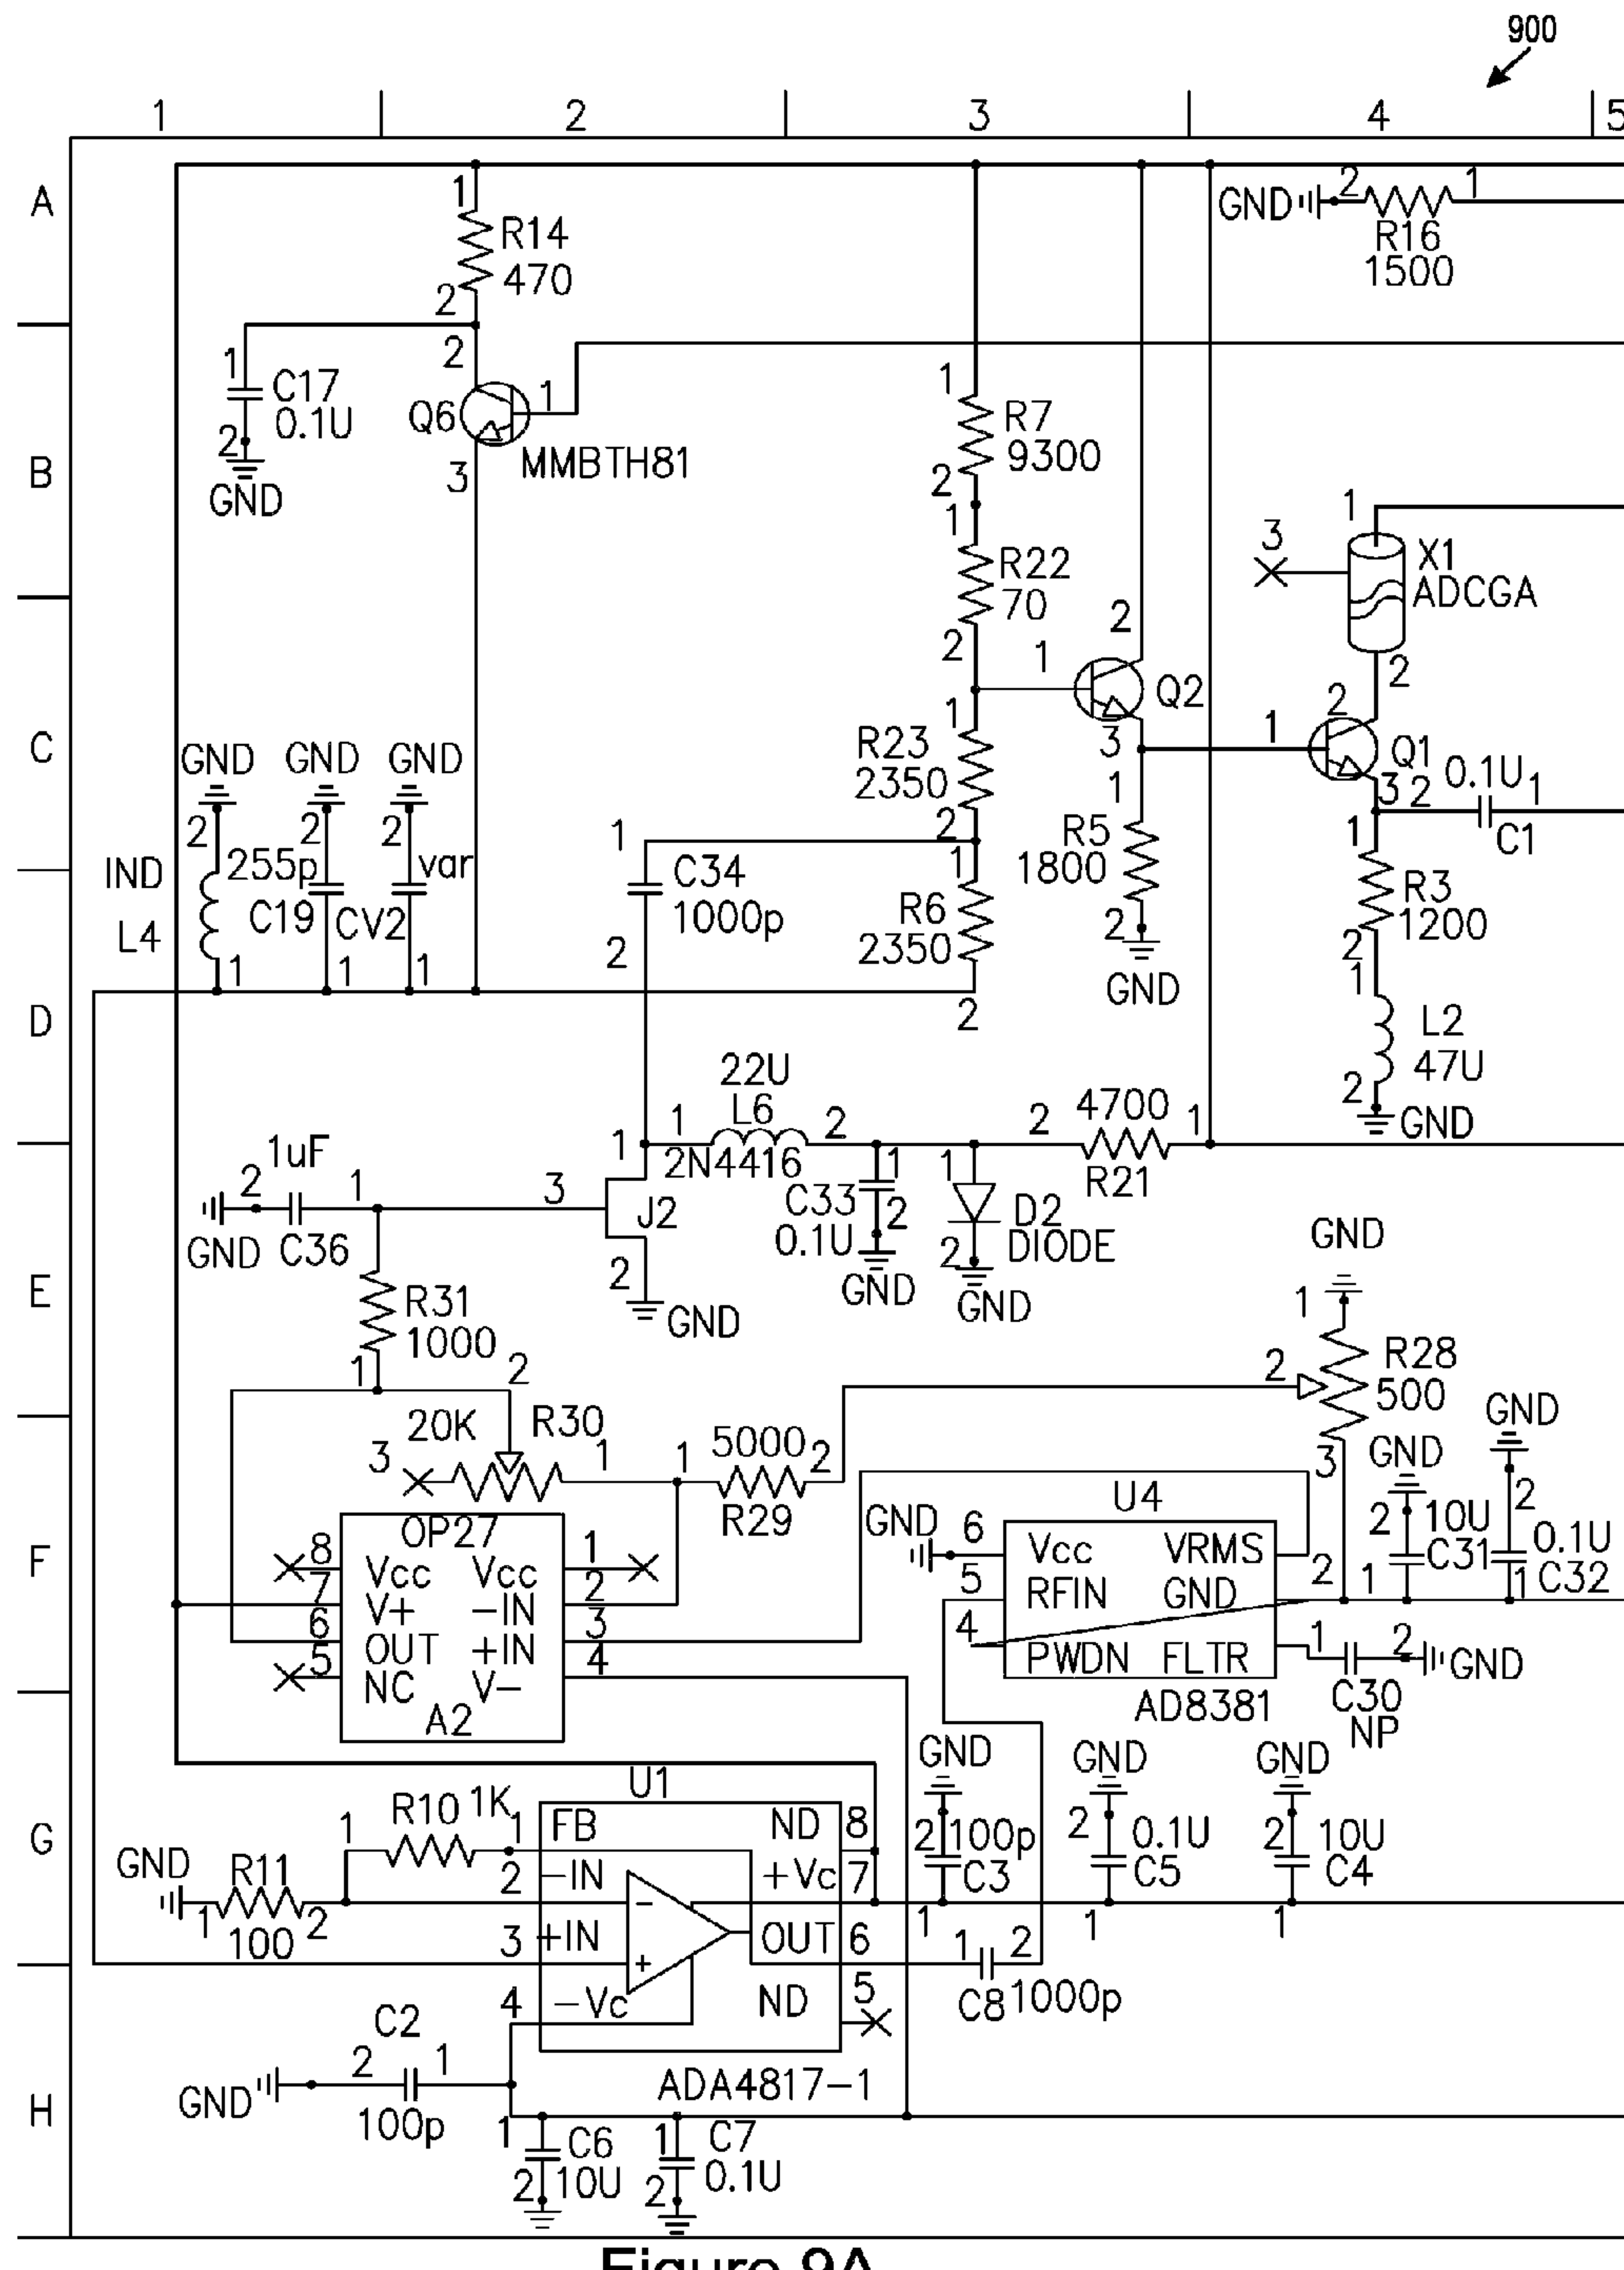 900
1 2 3 4 5
A
1
R14
470
2
GND 2 1
R16
1500
B
2
1
C17
0.1U
2
GND
Q6
1
3
MMBTH81
1
R7
9300
2
1
R22
70
2
1
2
Q2
3
1
3
X1
ADCGA
2
C
GND GND GND
2 2 2
IND
L4
255p
C19
var
CV2
1 1 1
1
C34
1000p
2
1
R23
2350
2
1
R6
2350
2
1
R5
1800
2
GND
1
2
Q1
3 2 0.1U 1
C1
1
R3
1200
2
D
1
L2
47U
2
GND
22U
1 L6 2
2N4416
2 4700 1
R21
E
1uF
2 1
GND C36
3
1
J2
2
GND
1
C33
0.1U
2
GND
1
D2
DIODE
2
GND
R31
1000
1
2
GND
1
2
R28
500
3
F
20K
R30
3 1
1 5000 2
R29
OP27
8 Vcc Vcc 1
7 V+ -IN 2
6 OUT +IN 3
5 NC V- 4
A2
U4
GND 6 Vcc VRMS
5 RFIN GND 2
4 PWDN FLTR 1
AD8381
GND
2 10U
C31
1
GND
2
0.1U
1 C32
2 GND
C30
NP
G
U1
1 R10 1K 1
GND
R11
1 2
100
FB ND 8
2 -IN +Vc 7
3 +IN OUT 6
4 -Vc ND 5
ADA4817-1
GND
2 100p
C3
1
GND
2 0.1U
C5
1
GND
2 10U
C4
1
1 2
C8 1000p
H
C2
GND 2 1
100p
1
C6
2 10U
1 C7
0.1U
2
Figure 9A